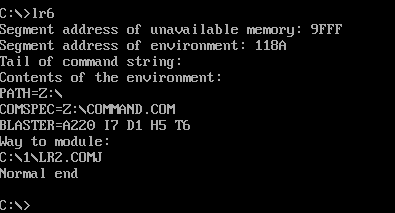 C:\>lr6
Segment address of unavailable memory: 9FFF
Segment address of environment: 118A
Tail of command string:
Contents of the environment:
PATH=Z:\
COMSPEC=Z:\COMMAND.COM
BLASTER=A220 I7 D1 H5 T6
Way to module:
C:\1\LR2.COMJ
Normal end
C:\>